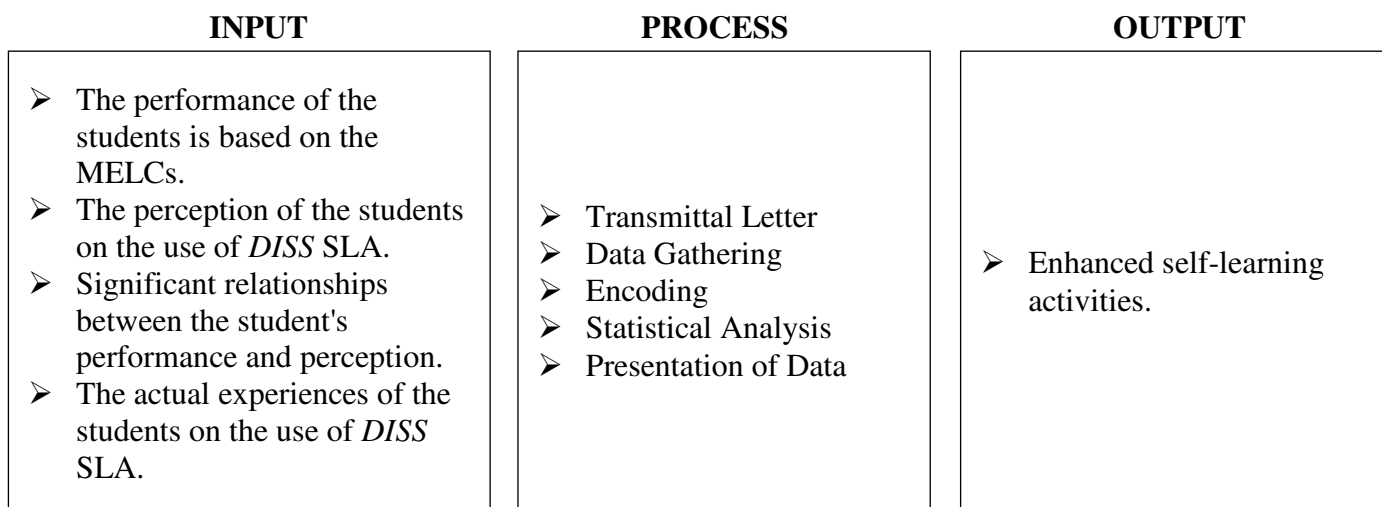 INPUT
➢ The performance of the
students is based on the
MELCs.
➢ The perception of the students
on the use of DISS SLA.
➢ Significant relationships
between the student's
performance and perception.
➢ The actual experiences of the
students on the use of DISS
SLA.
PROCESS
➢ Transmittal Letter
➢ Data Gathering
➢ Encoding
➢ Statistical Analysis
➢ Presentation of Data
OUTPUT
➢ Enhanced self-learning
activities.